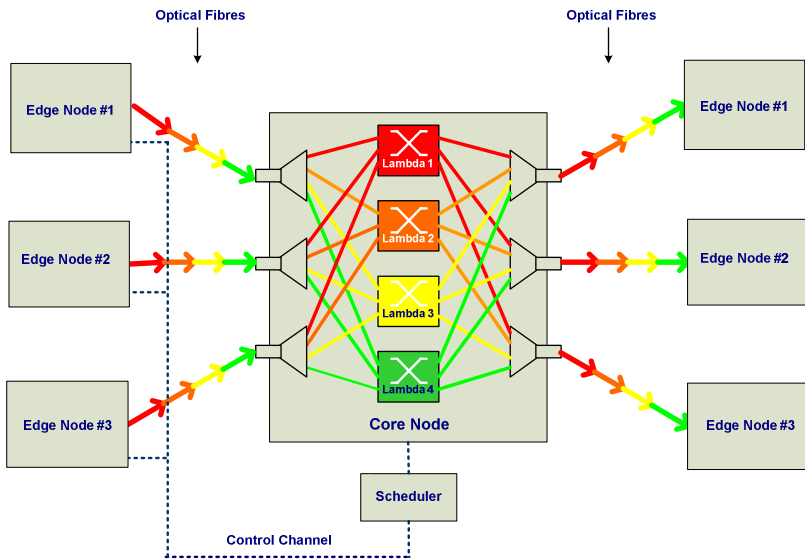 Optical Fibres
Optical Fibres
Edge Node #1
Edge Node #1
Lambda 1
Edge Node #2
Lambda 2
Edge Node #2
Lambda 3
Lambda 4
Edge Node #3
Core Node
Edge Node #3
Scheduler
Control Channel